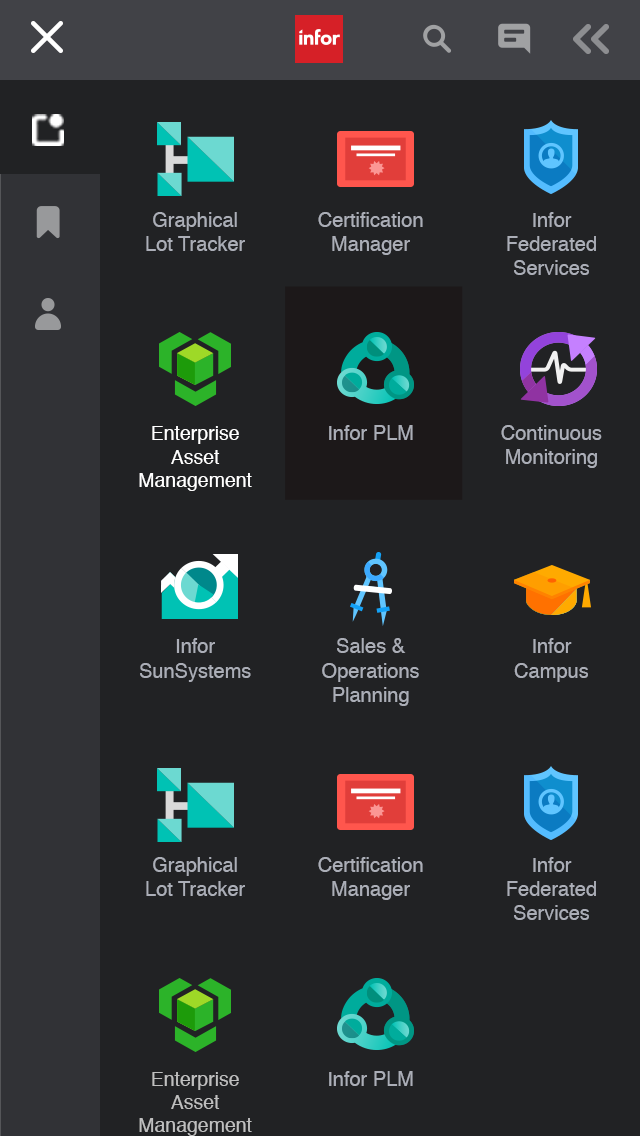 infor
Graphical
Lot Tracker
Certification
Manager
Infor
Federated
Services
Enterprise
Asset
Management
Infor PLM
Continuous
Monitoring
Infor
SunSystems
Sales &
Operations
Planning
Infor
Campus
Graphical
Lot Tracker
Certification
Manager
Infor
Federated
Services
Enterprise
Asset
Management
Infor PLM